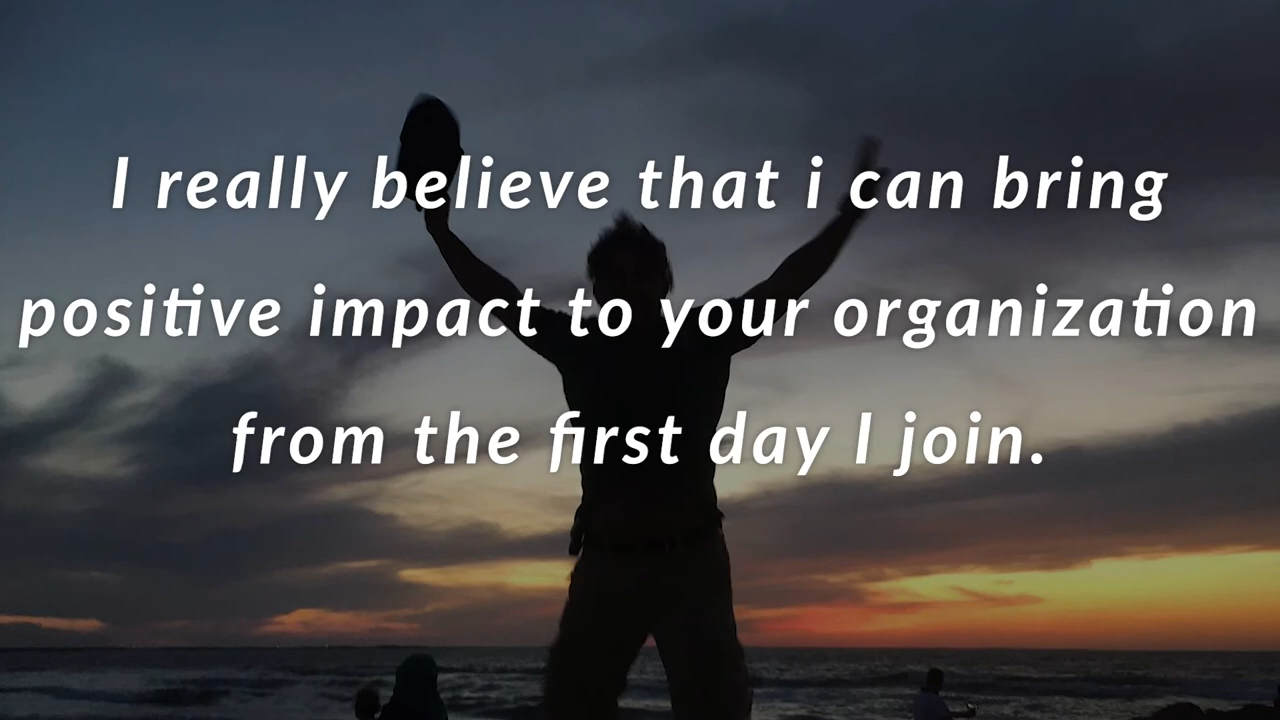 I really believe that i can bring
positive impact to your organization
from the first day I join.